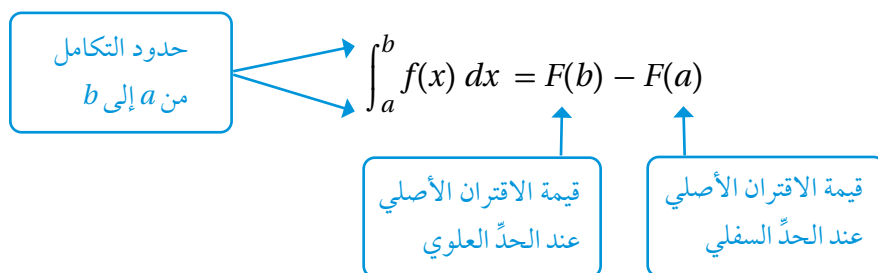 حدود التكامل
من a إلى b
∫_a^b f(x) dx = F(b) − F(a)
قيمة الاقتران الأصلي
عند الحدِّ السفلي
قيمة الاقتران الأصلي
عند الحدِّ العلوي